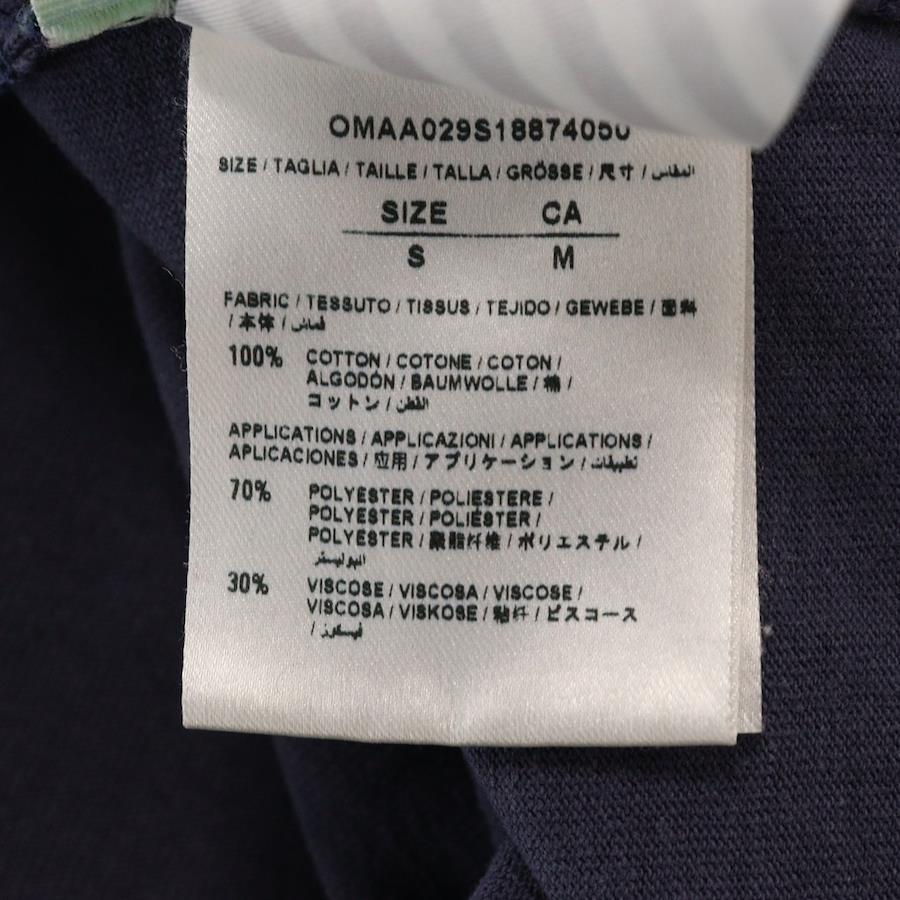 OMAA029S18874050
SIZE / TAGLIA / TAILLE / TALLA / GRÖSSE / 尺寸 / المقاس
SIZE CA
S M
FABRIC / TESSUTO / TISSUS / TEJIDO / GEWEBE / 面料
/ 本体 / قماش
100% COTTON / COTONE / COTON /
ALGODÓN / BAUMWOLLE / 棉 /
コットン / القطن
APPLICATIONS / APPLICAZIONI / APPLICATIONS /
APLICACIONES / 应用 / アプリケーション / تطبيقات
70% POLYESTER / POLIESTERE /
POLYESTER / POLIÉSTER /
POLYESTER / 聚脂纤维 / ポリエステル /
البوليستر
30% VISCOSE / VISCOSA / VISCOSE /
VISCOSA / VISKOSE / 粘纤 / ビスコース
/ فيسكوز